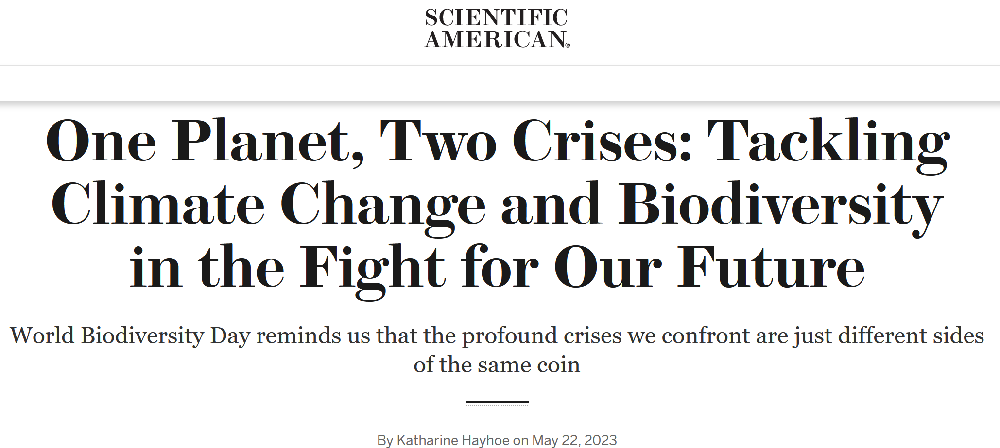 SCIENTIFIC
AMERICAN®
One Planet, Two Crises: Tackling
Climate Change and Biodiversity
in the Fight for Our Future
World Biodiversity Day reminds us that the profound crises we confront are just different sides
of the same coin
By Katharine Hayhoe on May 22, 2023